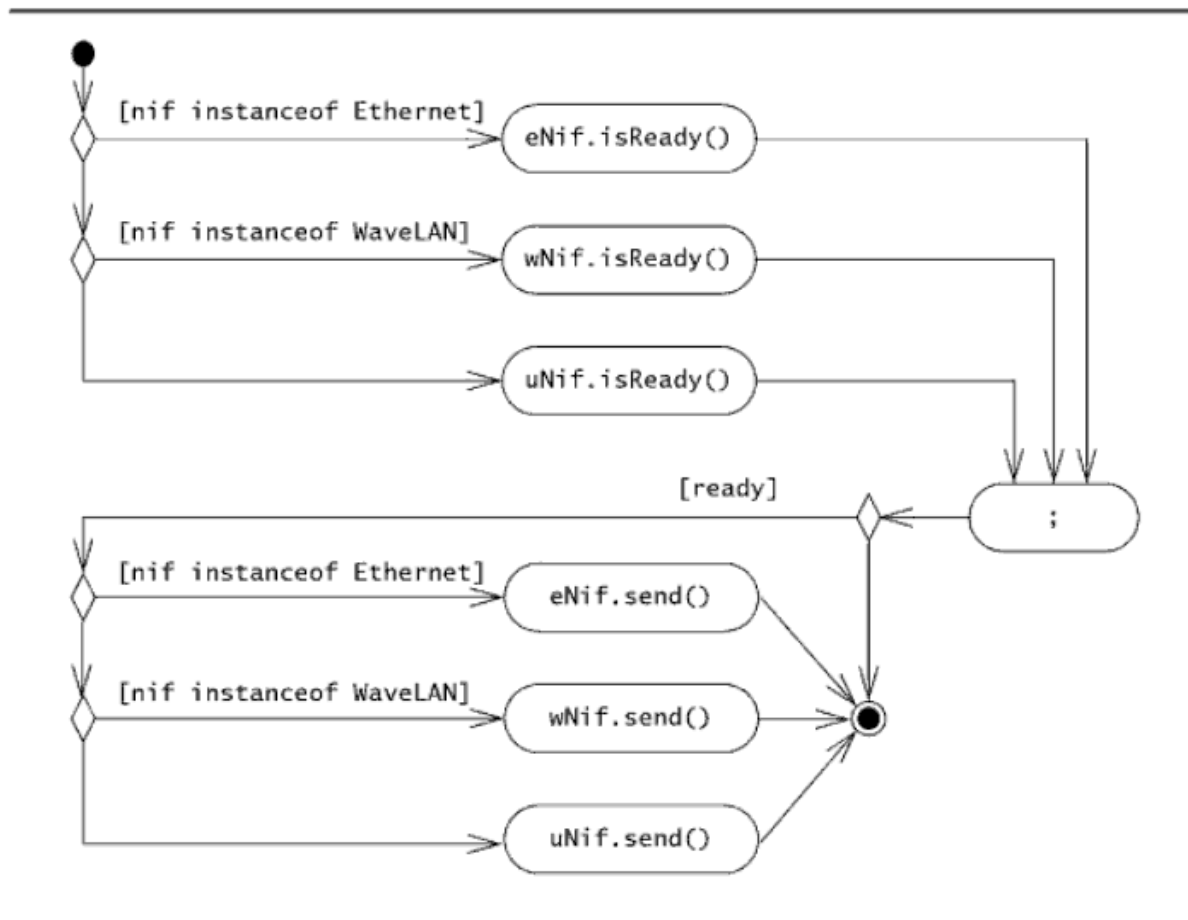 [nif instanceof Ethernet]
eNif.isReady()
[nif instanceof WaveLAN]
wNif.isReady()
uNif.isReady()
[ready]
;
[nif instanceof Ethernet]
eNif.send()
[nif instanceof WaveLAN]
wNif.send()
uNif.send()